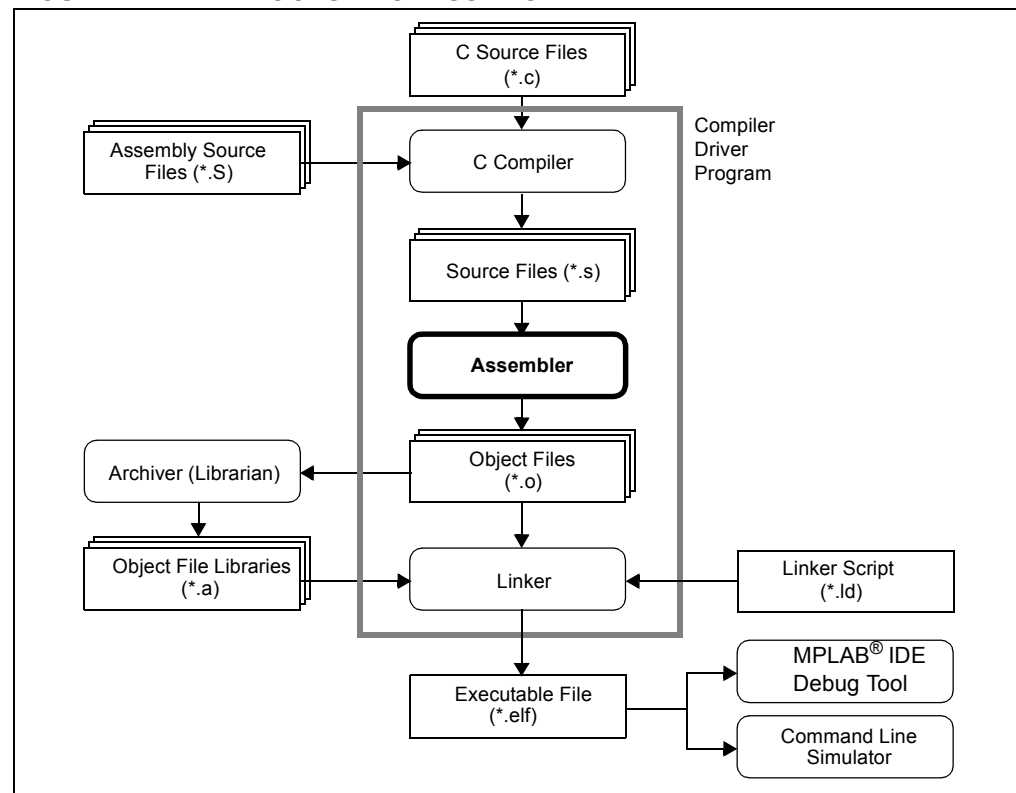 C Source Files
(*.c)
Compiler
Driver
Program
Assembly Source
Files (*.S)
C Compiler
Source Files (*.s)
Assembler
Object Files
(*.o)
Archiver (Librarian)
Object File Libraries
(*.a)
Linker
Linker Script
(*.ld)
MPLAB® IDE
Debug Tool
Executable File
(*.elf)
Command Line
Simulator